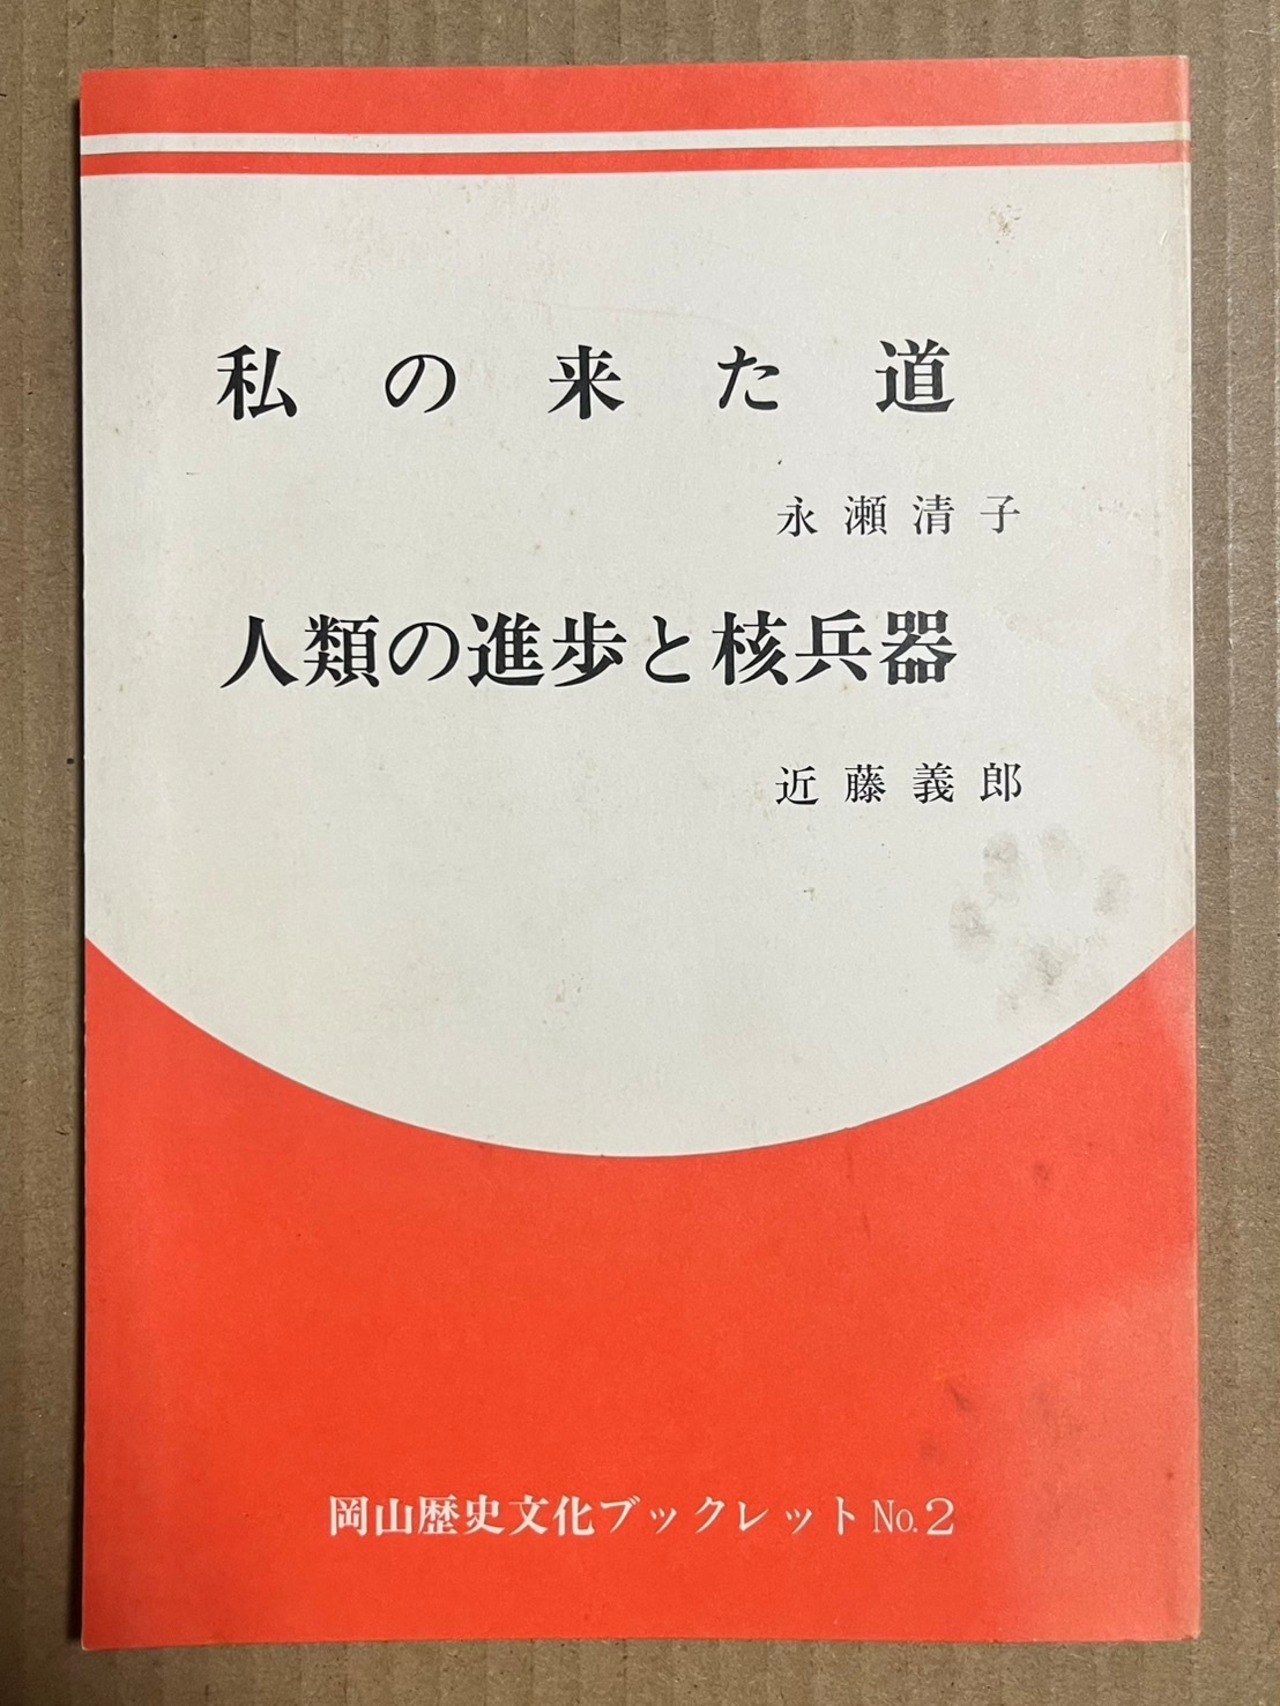 私の来た道
永瀬清子
人類の進歩と核兵器
近藤義郎
岡山歴史文化ブックレット No.2